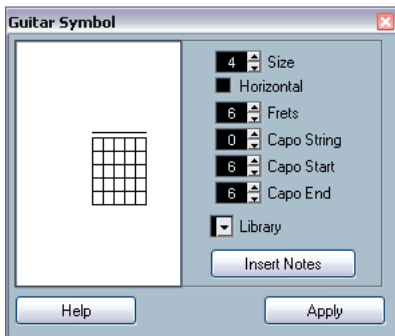 Guitar Symbol
4 Size
Horizontal
6 Frets
0 Capo String
6 Capo Start
6 Capo End
Library
Insert Notes
Help Apply